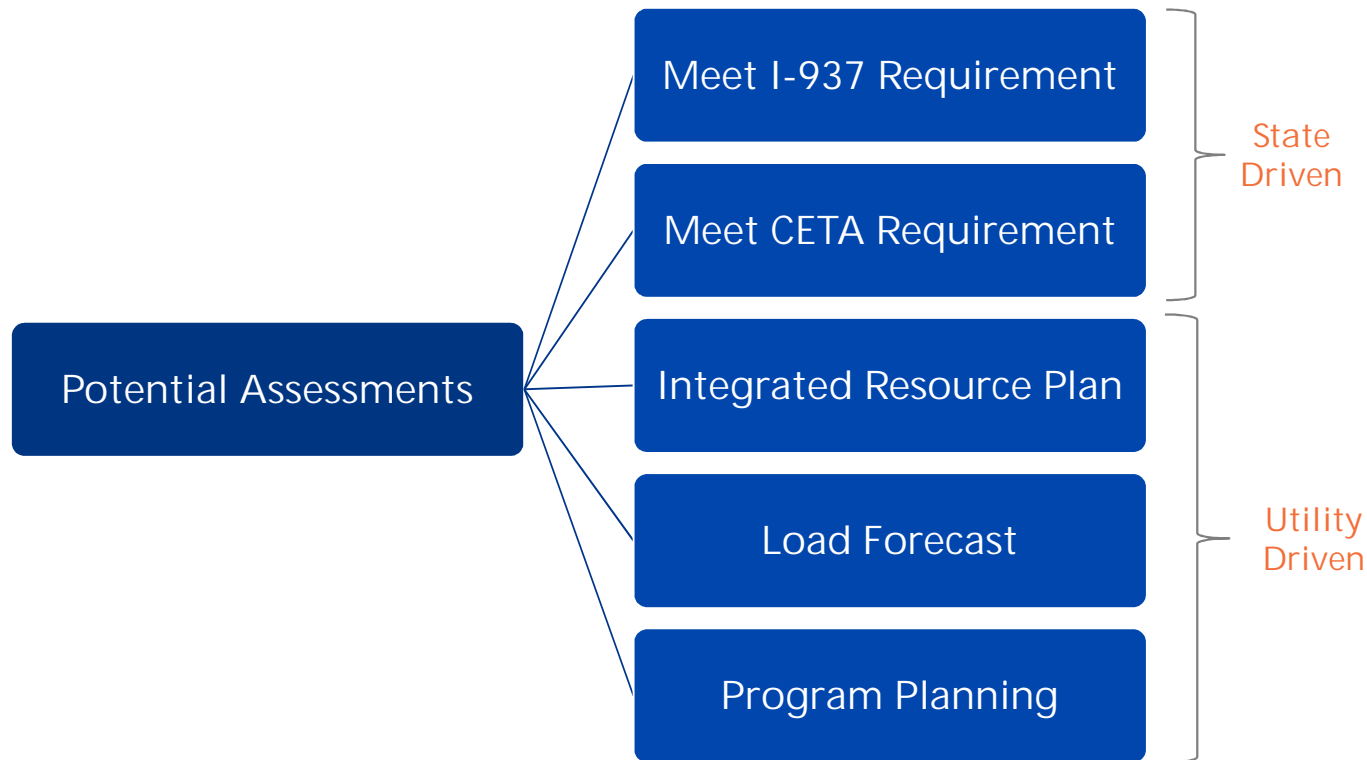 Meet I-937 Requirement
State
Driven
Meet CETA Requirement
Potential Assessments
Integrated Resource Plan
Load Forecast
Utility
Driven
Program Planning